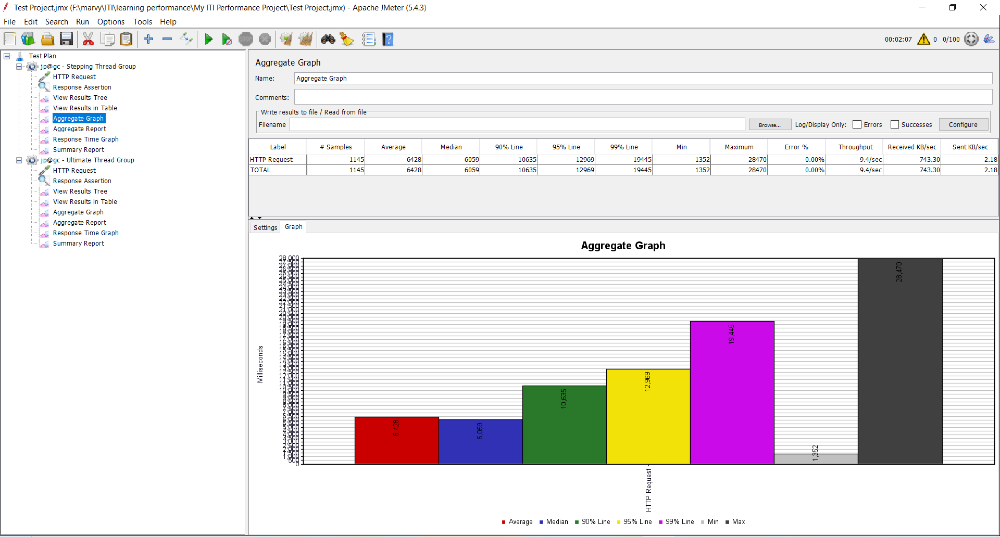 Test Project.jmx (F:\marvy\ITI\learning performance\My ITI Performance Project\Test Project.jmx) - Apache JMeter (5.4.3)
File Edit Search Run Options Tools Help
STOP
00:02:07 0 0/100
Test Plan
jp@gc - Stepping Thread Group
HTTP Request
Response Assertion
View Results Tree
View Results in Table
Aggregate Graph
Aggregate Report
Response Time Graph
Summary Report
jp@gc - Ultimate Thread Group
HTTP Request
Response Assertion
View Results Tree
View Results in Table
Aggregate Graph
Aggregate Report
Response Time Graph
Summary Report
Aggregate Graph
Name: Aggregate Graph
Comments:
Write results to file / Read from file
Filename Browse... Log/Display Only: Errors Successes Configure
Label # Samples Average Median 90% Line 95% Line 99% Line Min Maximum Error % Throughput Received KB/sec Sent KB/sec
HTTP Request 1145 6428 6059 10635 12969 19445 1352 28470 0.00% 9.4/sec 743.30 2.18
TOTAL 1145 6428 6059 10635 12969 19445 1352 28470 0.00% 9.4/sec 743.30 2.18
Settings Graph
Aggregate Graph
Milliseconds
28,000
500
0
6,428
6,059
10,635
12,969
19,445
1,352
28,470
HTTP Request
Average Median 90% Line 95% Line 99% Line Min Max